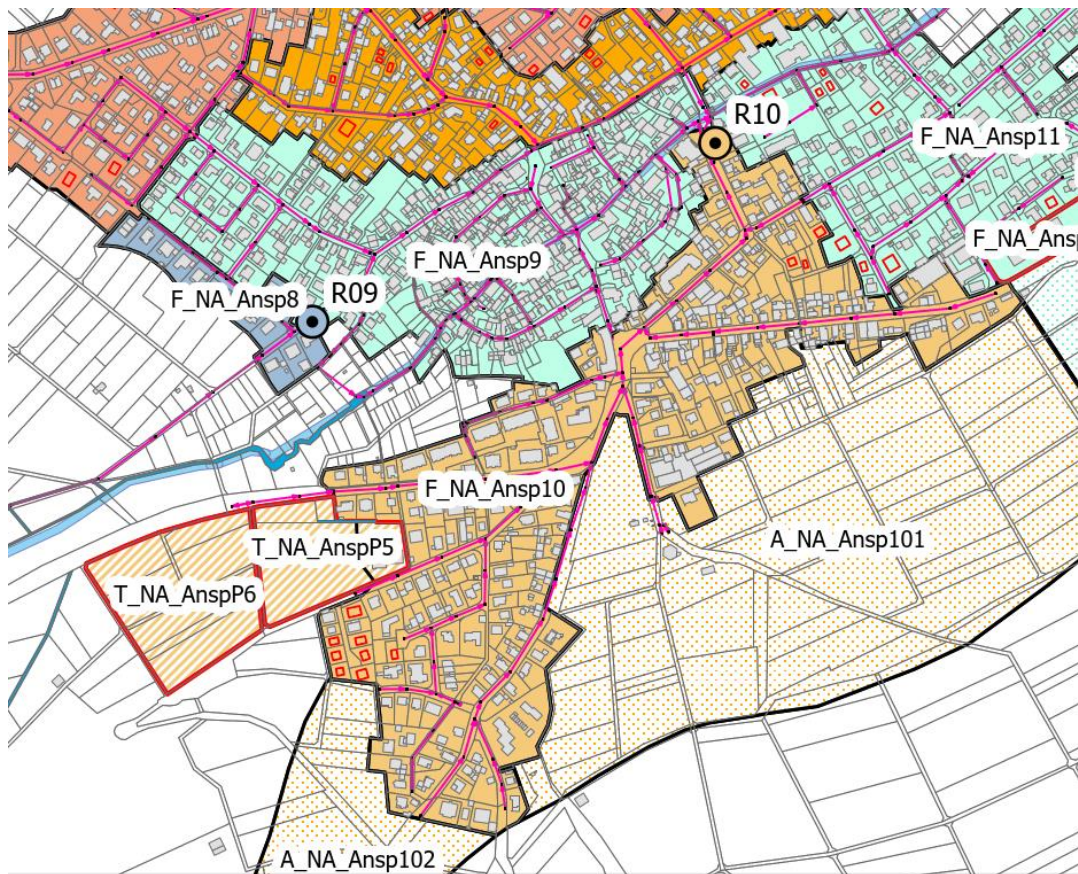 R10
F_NA_Ansp11
F_NA_Ansp
F_NA_Ansp9
R09
F_NA_Ansp8
F_NA_Ansp10
T_NA_AnspP5
A_NA_Ansp101
T_NA_AnspP6
A_NA_Ansp102